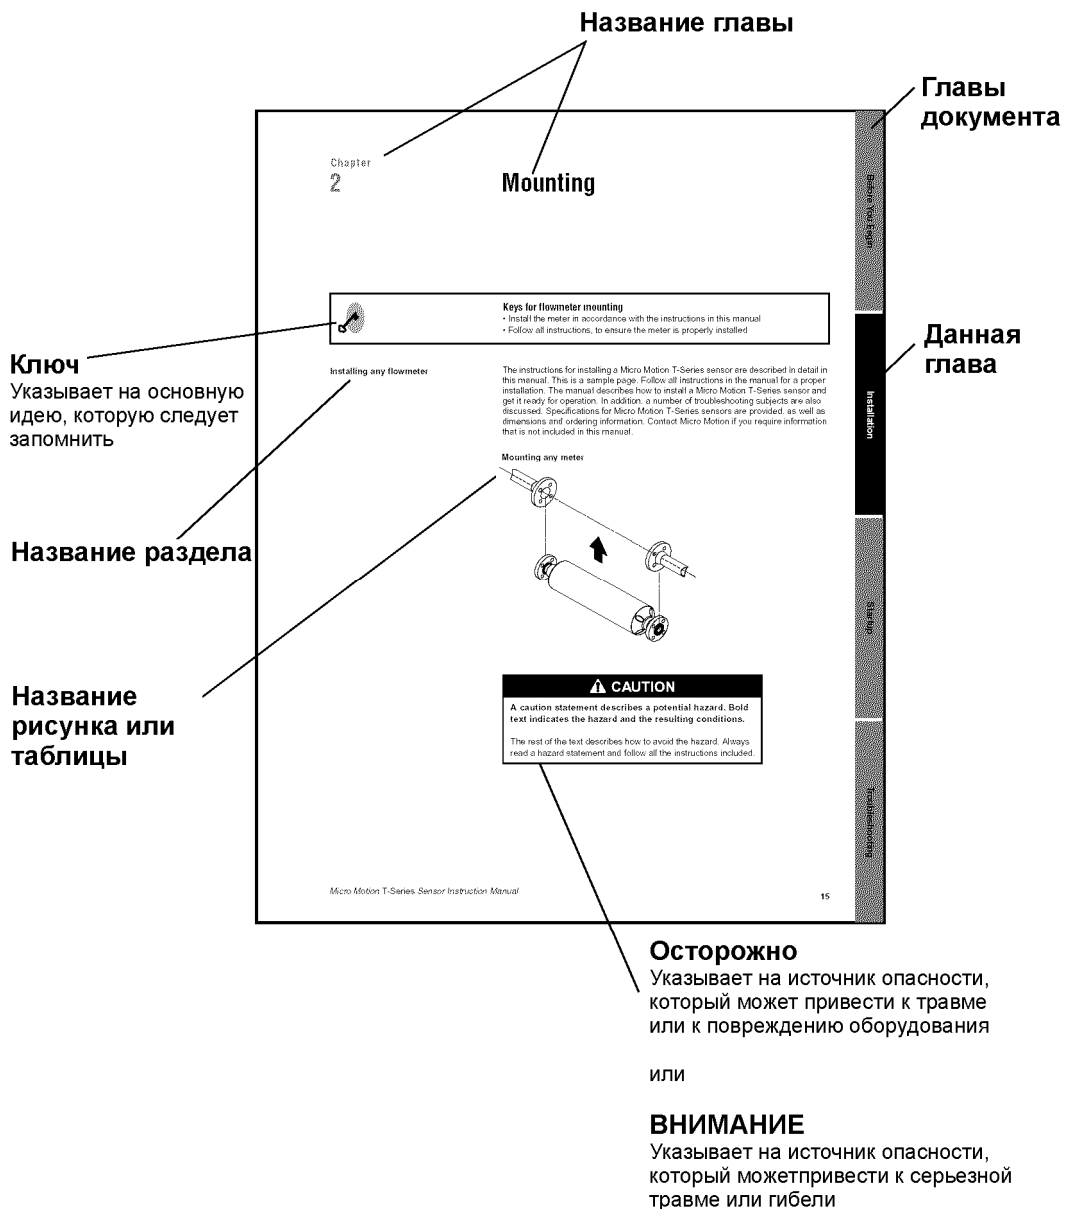 Название главы
Главы
документа
Chapter
2
Mounting
Before You Begin
Keys for flowmeter mounting
• Install the meter in accordance with the instructions in this manual
• Follow all instructions, to ensure the meter is properly installed
Данная
глава
Ключ
Указывает на основную
идею, которую следует
запомнить
Installing any flowmeter
The instructions for installing a Micro Motion T-Series sensor are described in detail in
this manual. This is a sample page. Follow all instructions in the manual for a proper
installation. The manual describes how to install a Micro Motion T-Series sensor and
get it ready for operation. In addition, a number of troubleshooting subjects are also
discussed. Specifications for Micro Motion T-Series sensors are provided, as well as
dimensions and ordering information. Contact Micro Motion if you require information
that is not included in this manual.
Installation
Mounting any meter
Название раздела
Startup
Название
рисунка или
таблицы
CAUTION
A caution statement describes a potential hazard. Bold
text indicates the hazard and the resulting conditions.
The rest of the text describes how to avoid the hazard. Always
read a hazard statement and follow all the instructions included.
Troubleshooting
Micro Motion T-Series Sensor Instruction Manual
15
Осторожно
Указывает на источник опасности,
который может привести к травме
или к повреждению оборудования
или
ВНИМАНИЕ
Указывает на источник опасности,
который можетпривести к серьезной
травме или гибели